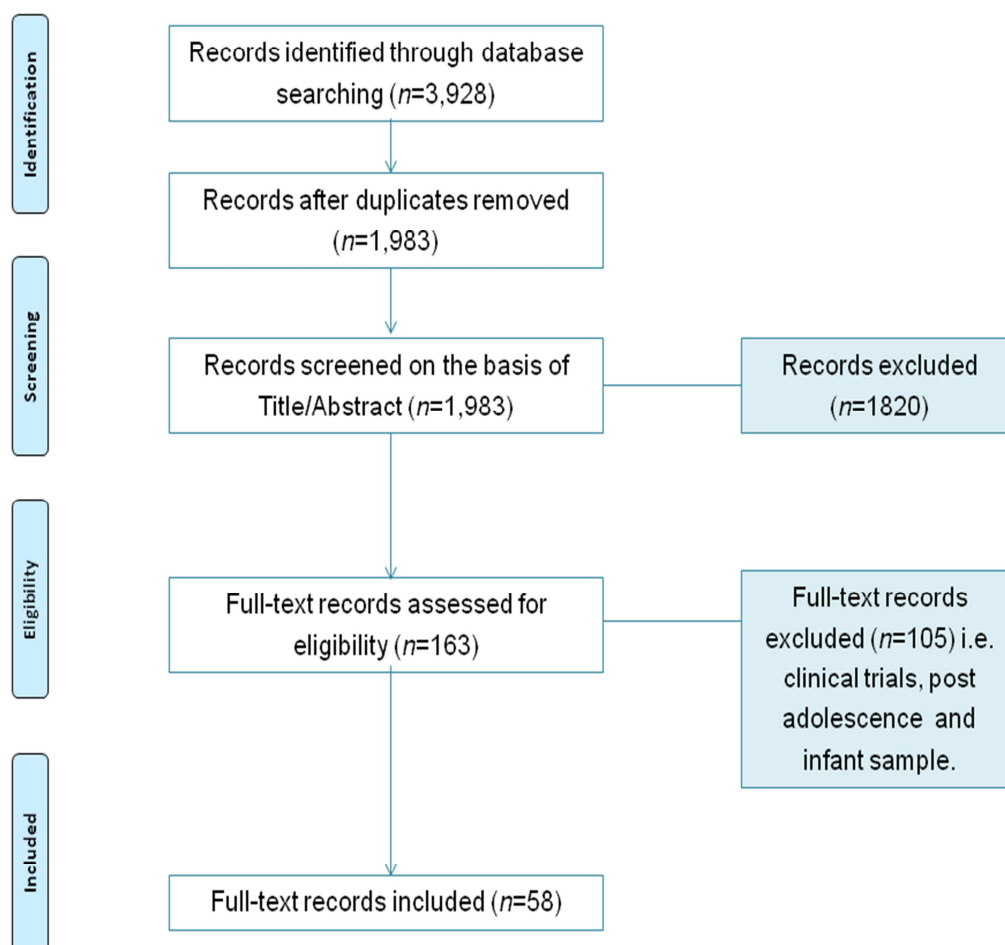 Identification
Records identified through database
searching (n=3,928)
Records after duplicates removed
(n=1,983)
Screening
Records screened on the basis of
Title/Abstract (n=1,983)
Records excluded
(n=1820)
Eligibility
Full-text records assessed for
eligibility (n=163)
Full-text records
excluded (n=105) i.e.
clinical trials, post
adolescence and
infant sample.
Included
Full-text records included (n=58)